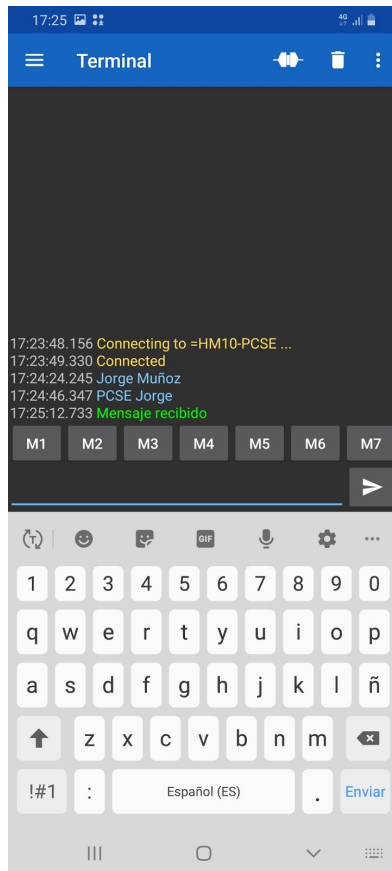 17:25 4G
Terminal
17:23:48.156 Connecting to =HM10-PCSE ...
17:23:49.330 Connected
17:24:24.245 Jorge Muñoz
17:24:46.347 PCSE Jorge
17:25:12.733 Mensaje recibido
M1 M2 M3 M4 M5 M6 M7
GIF
1 2 3 4 5 6 7 8 9 0
q w e r t y u i o p
a s d f g h j k l ñ
z x c v b n m
!#1 : Español (ES) . Enviar